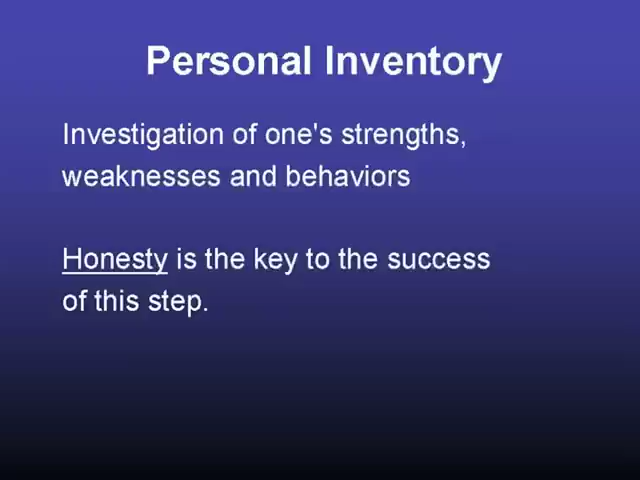 Personal Inventory
Investigation of one's strengths,
weaknesses and behaviors
Honesty is the key to the success
of this step.